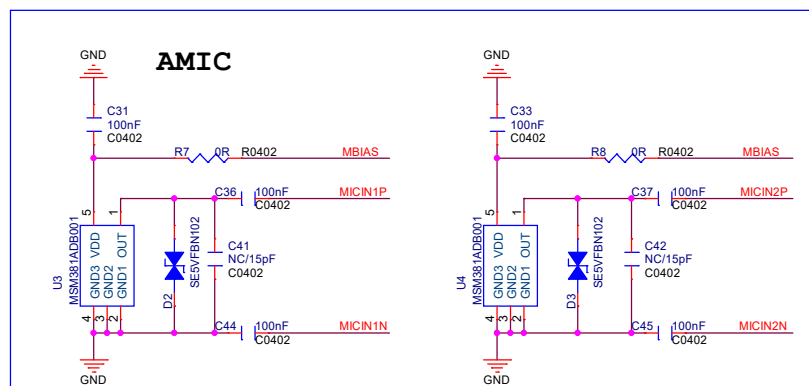 AMIC
GND
C31
100nF
C0402
R7
0R
R0402
MBIAS
C36
100nF
C0402
MICIN1P
5
1
VDD
OUT
GND3
GND2
GND1
4
3
2
U3
MSM381ADB001
D2
SE5VFBN102
C41
NC/15pF
C0402
C44
100nF
C0402
MICIN1N
GND
GND
C33
100nF
C0402
R8
0R
R0402
MBIAS
C37
100nF
C0402
MICIN2P
5
1
VDD
OUT
GND3
GND2
GND1
4
3
2
U4
MSM381ADB001
D3
SE5VFBN102
C42
NC/15pF
C0402
C45
100nF
C0402
MICIN2N
GND